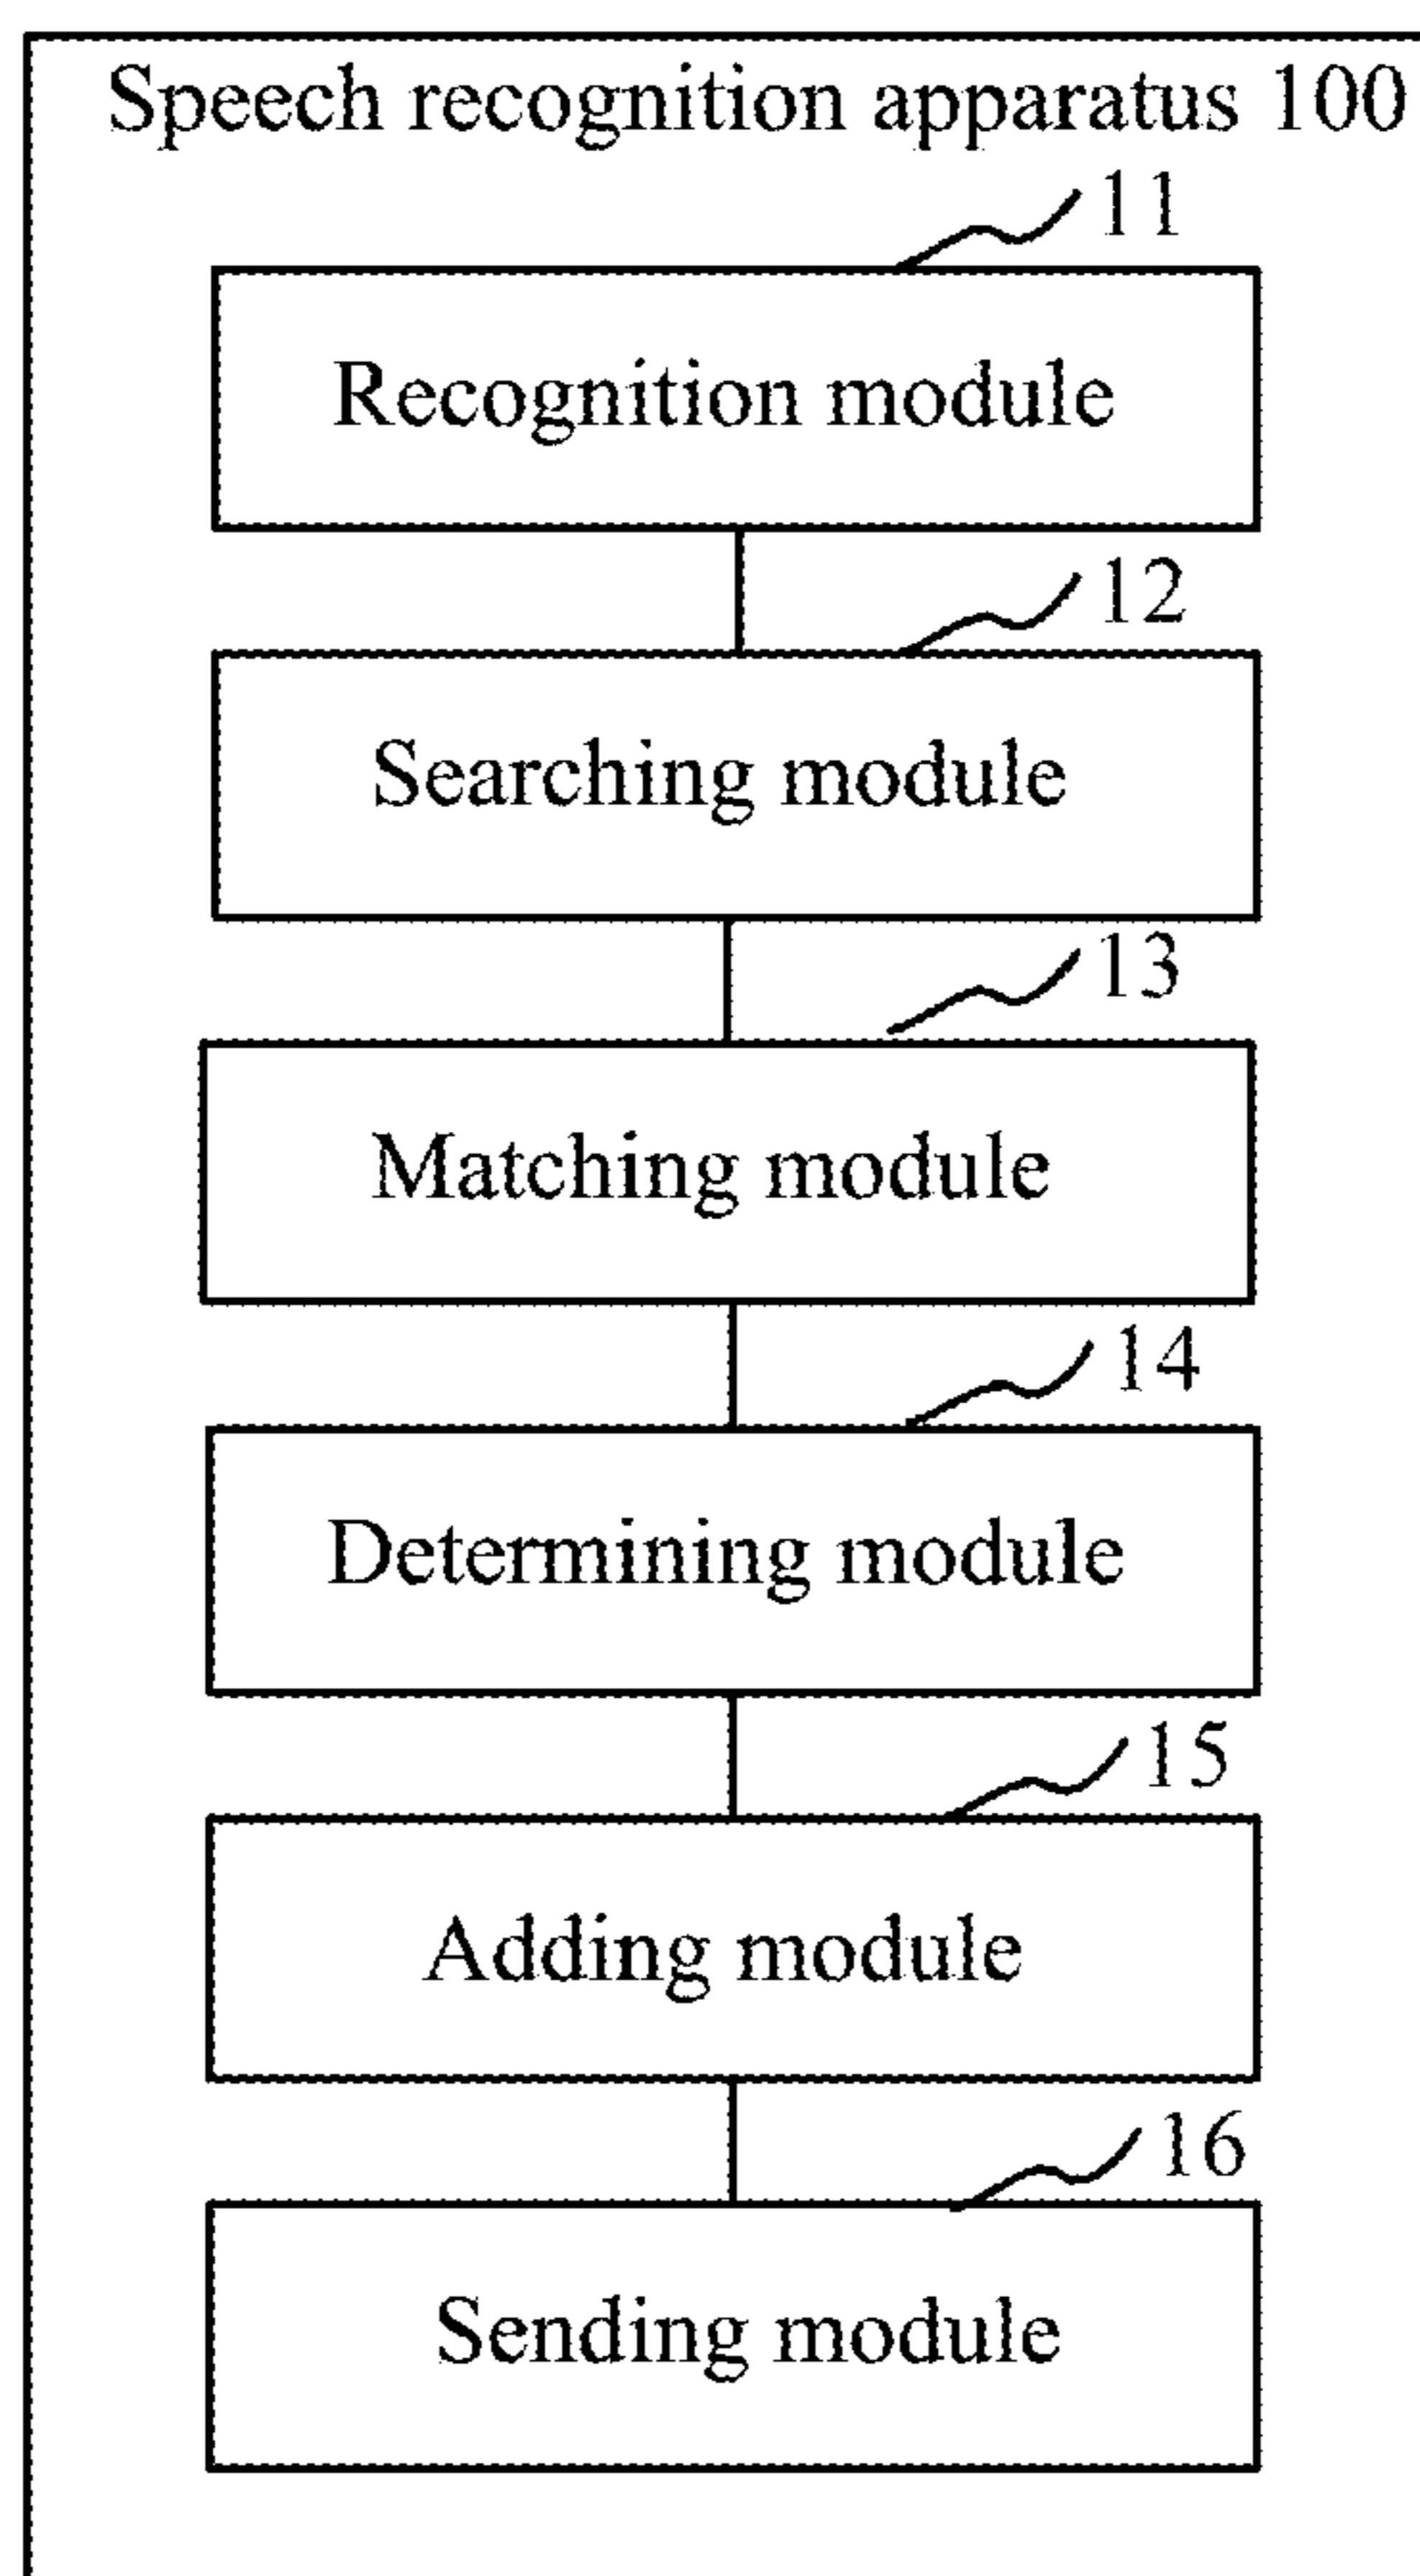 Speech recognition apparatus 100
11
Recognition module
12
Searching module
13
Matching module
14
Determining module
15
Adding module
16
Sending module